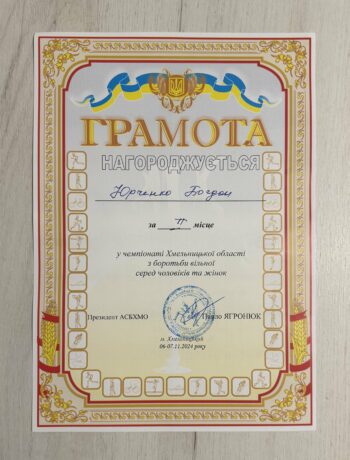 ГРАМОТА
НАГОРОДЖУЄТЬСЯ
Юрченко Богдан
за II місце
у чемпіонаті Хмельницької області
з боротьби вільної
серед чоловіків та жінок
Президент АСБХМО Павло ЯГРОНЮК
м. Хмельницький
06-07.11.2024 року